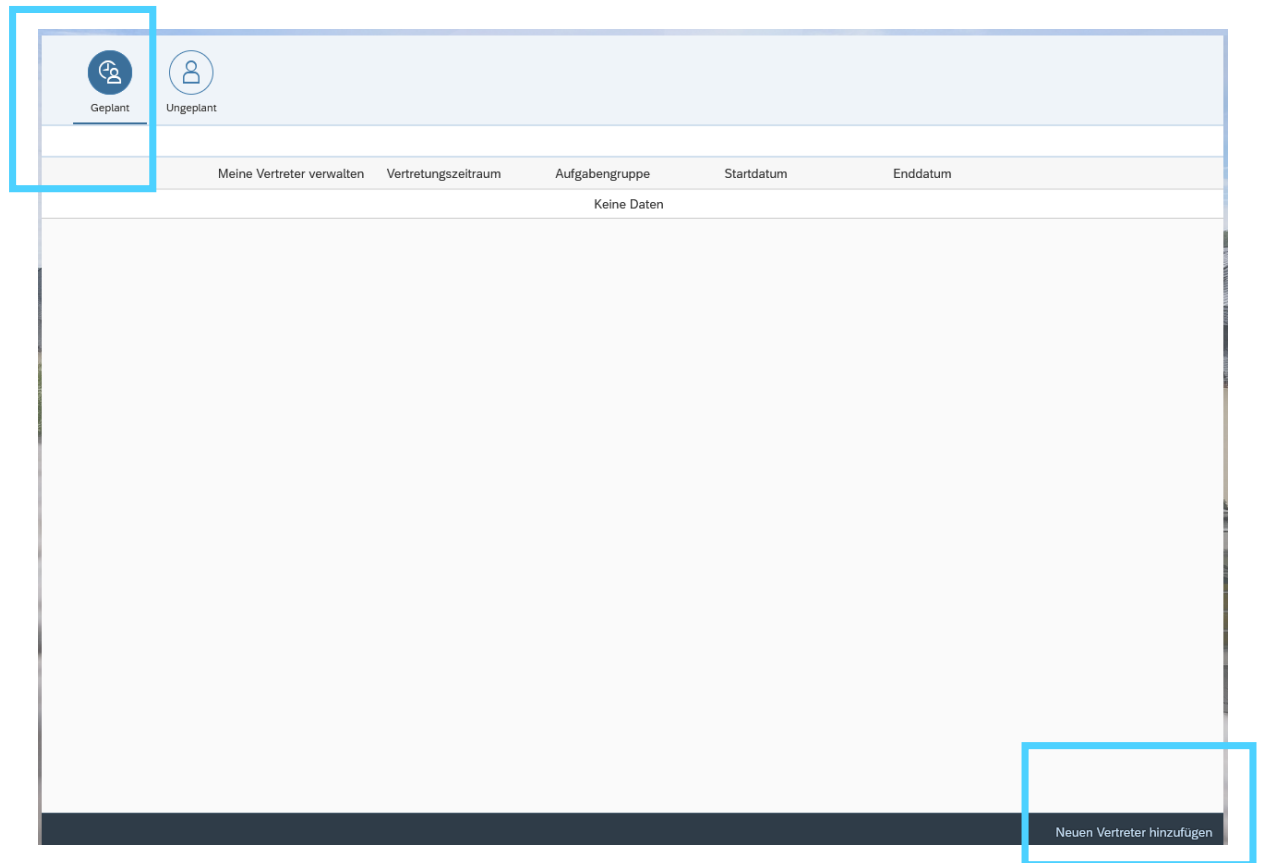 Geplant Ungeplant
Meine Vertreter verwalten Vertretungszeitraum Aufgabengruppe Startdatum Enddatum
Keine Daten
Neuen Vertreter hinzufügen